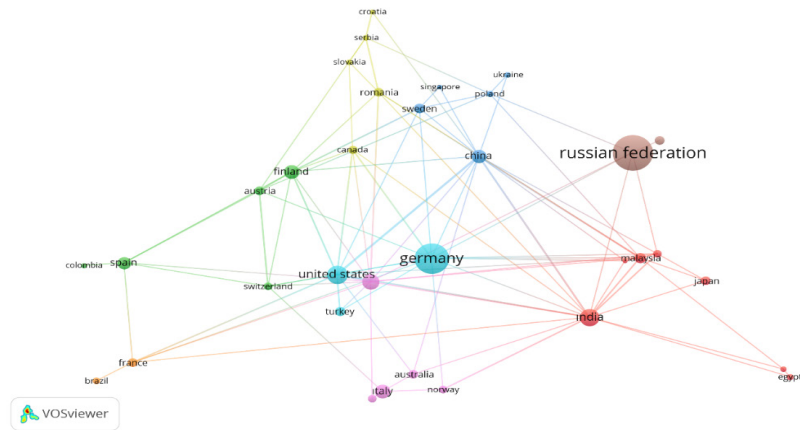 croatia
serbia
slovakia
ukraine
singapore
romania
poland
sweden
canada
china
russian federation
finland
austria
germany
malaysia
colombia
spain
united states
switzerland
japan
turkey
india
france
australia
egypt
brazil
italy
norway
VOSviewer